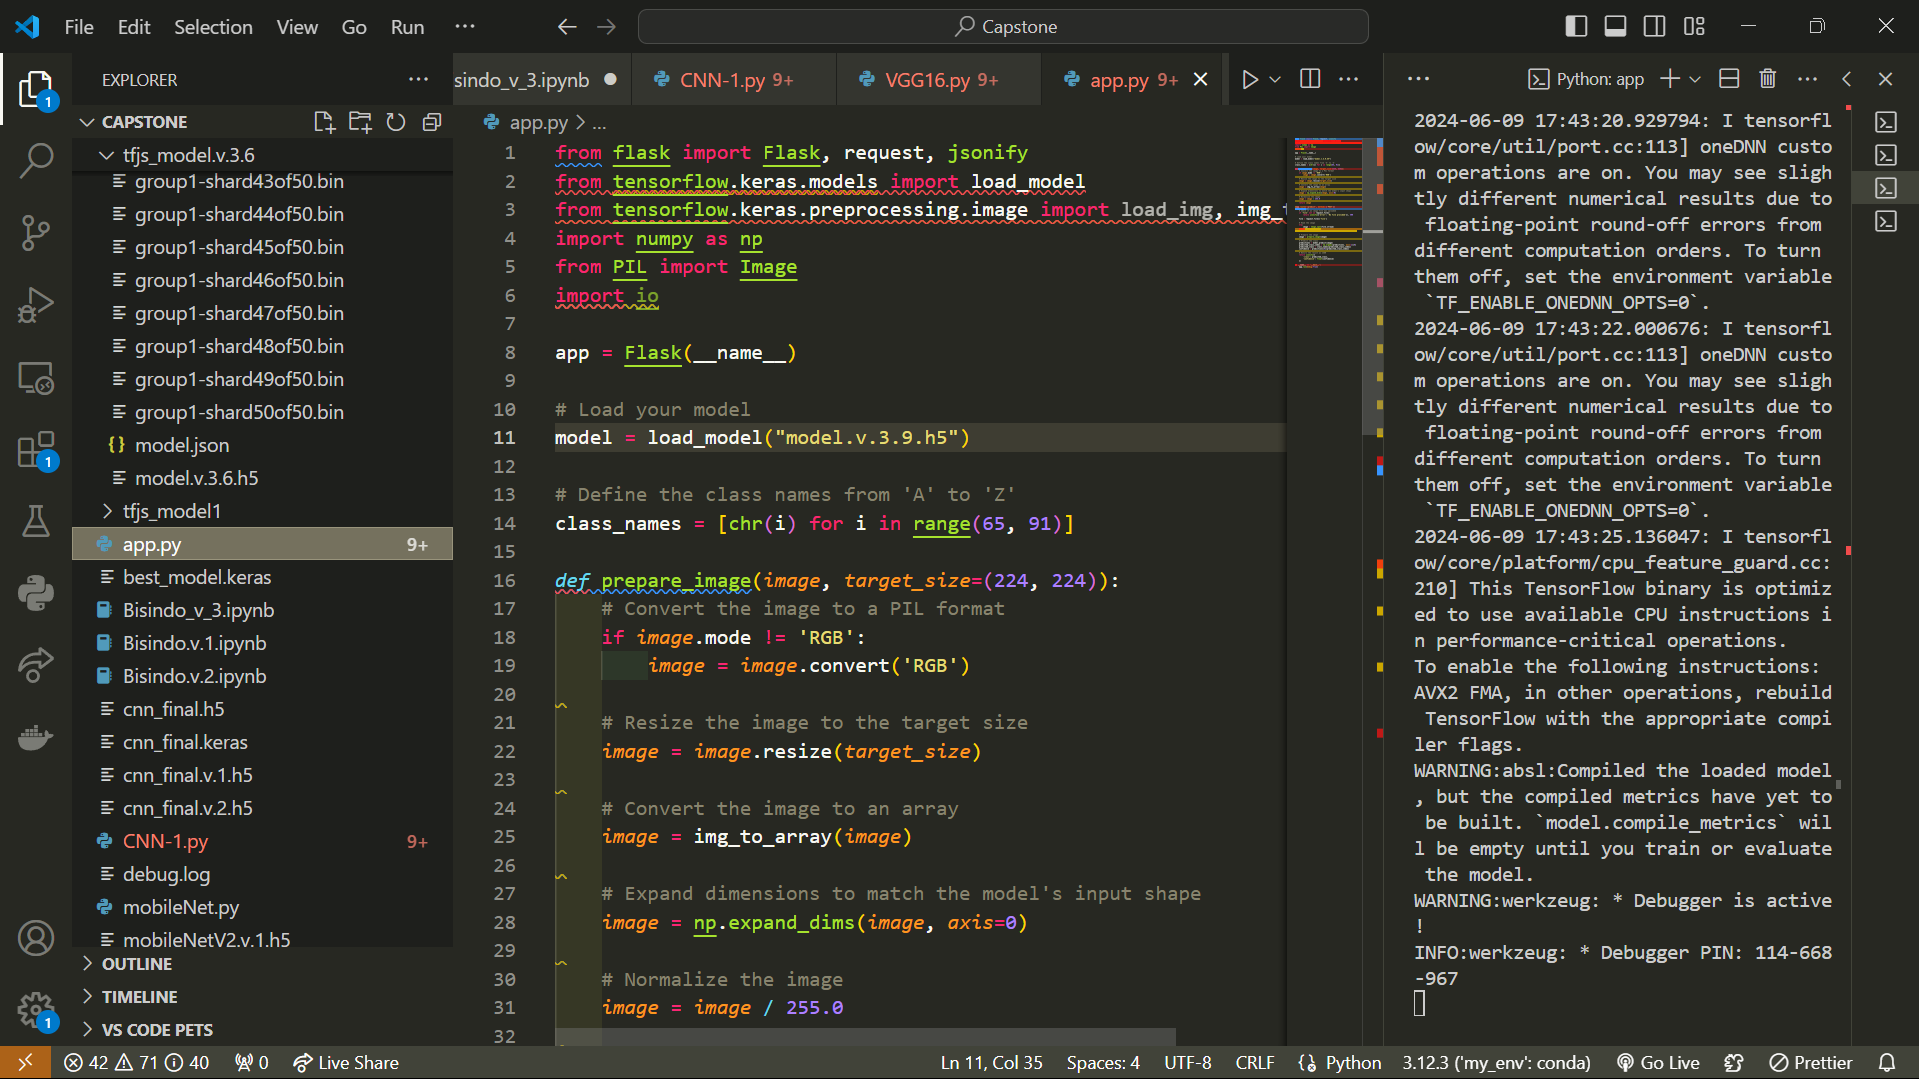 File Edit Selection View Go Run ··· Capstone
EXPLORER
CAPSTONE
tfjs_model.v.3.6
group1-shard43of50.bin
group1-shard44of50.bin
group1-shard45of50.bin
group1-shard46of50.bin
group1-shard47of50.bin
group1-shard48of50.bin
group1-shard49of50.bin
group1-shard50of50.bin
{} model.json
model.v.3.6.h5
tfjs_model1
app.py 9+
best_model.keras
Bisindo_v_3.ipynb
Bisindo.v.1.ipynb
Bisindo.v.2.ipynb
cnn_final.h5
cnn_final.keras
cnn_final.v.1.h5
cnn_final.v.2.h5
CNN-1.py 9+
debug.log
mobileNet.py
mobileNetV2.v.1.h5
OUTLINE
TIMELINE
VS CODE PETS
1
1
1
sindo_v_3.ipynb CNN-1.py 9+ VGG16.py 9+ app.py 9+
app.py > ...
1 from flask import Flask, request, jsonify
2 from tensorflow.keras.models import load_model
3 from tensorflow.keras.preprocessing.image import load_img, img_
4 import numpy as np
5 from PIL import Image
6 import io
7
8 app = Flask(__name__)
9
10 # Load your model
11 model = load_model("model.v.3.9.h5")
12
13 # Define the class names from 'A' to 'Z'
14 class_names = [chr(i) for i in range(65, 91)]
15
16 def prepare_image(image, target_size=(224, 224)):
17 # Convert the image to a PIL format
18 if image.mode != 'RGB':
19 image = image.convert('RGB')
20
21 # Resize the image to the target size
22 image = image.resize(target_size)
23
24 # Convert the image to an array
25 image = img_to_array(image)
26
27 # Expand dimensions to match the model's input shape
28 image = np.expand_dims(image, axis=0)
29
30 # Normalize the image
31 image = image / 255.0
32
Python: app
2024-06-09 17:43:20.929794: I tensorfl
ow/core/util/port.cc:113] oneDNN custo
m operations are on. You may see sligh
tly different numerical results due to
floating-point round-off errors from
different computation orders. To turn
them off, set the environment variable
`TF_ENABLE_ONEDNN_OPTS=0`.
2024-06-09 17:43:22.000676: I tensorfl
ow/core/util/port.cc:113] oneDNN custo
m operations are on. You may see sligh
tly different numerical results due to
floating-point round-off errors from
different computation orders. To turn
them off, set the environment variable
`TF_ENABLE_ONEDNN_OPTS=0`.
2024-06-09 17:43:25.136047: I tensorfl
ow/core/platform/cpu_feature_guard.cc:
210] This TensorFlow binary is optimiz
ed to use available CPU instructions i
n performance-critical operations.
To enable the following instructions:
AVX2 FMA, in other operations, rebuild
TensorFlow with the appropriate compi
ler flags.
WARNING:absl:Compiled the loaded model
, but the compiled metrics have yet to
be built. `model.compile_metrics` wil
l be empty until you train or evaluate
the model.
WARNING:werkzeug: * Debugger is active
!
INFO:werkzeug: * Debugger PIN: 114-668
-967
42 71 40 0 Live Share Ln 11, Col 35 Spaces: 4 UTF-8 CRLF {} Python 3.12.3 ('my_env': conda) Go Live Prettier